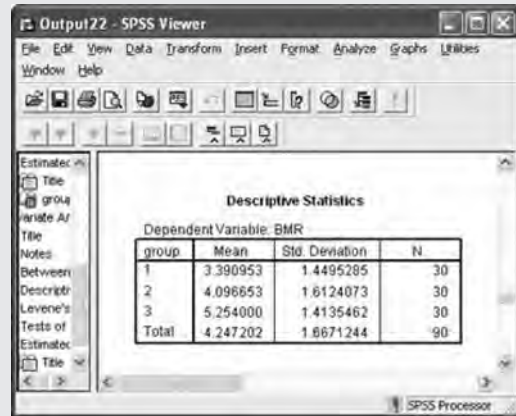 Output22 - SPSS Viewer
File Edit View Data Transform Insert Format Analyze Graphs Utilities
Window Help
Estimatec
Title
grouq
variate Ar
Title
Notes
Between
Descriptr
Levene's
Tests of
Estimatec
Title
Descriptive Statistics
Dependent Variable: BMR
group Mean Std. Deviation N
1 3.390953 1.4495285 30
2 4.096653 1.6124073 30
3 5.254000 1.4135462 30
Total 4.247202 1.6671244 90
SPSS Processor